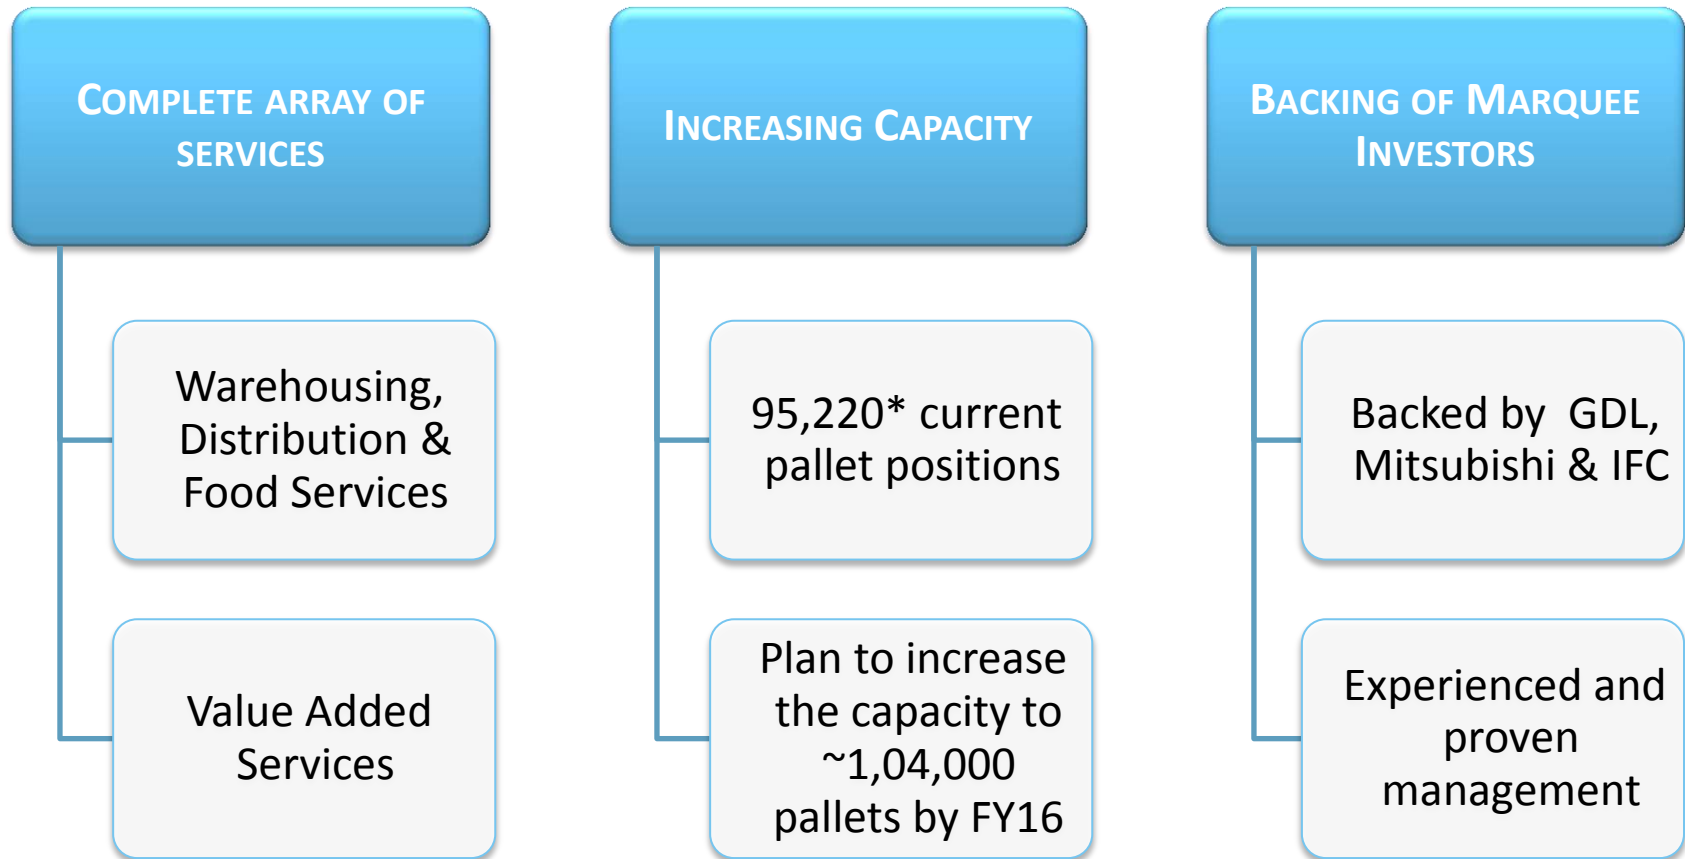 COMPLETE ARRAY OF
SERVICES
Warehousing,
Distribution &
Food Services
Value Added
Services
INCREASING CAPACITY
95,220* current
pallet positions
Plan to increase
the capacity to
~1,04,000
pallets by FY16
BACKING OF MARQUEE
INVESTORS
Backed by GDL,
Mitsubishi & IFC
Experienced and
proven
management